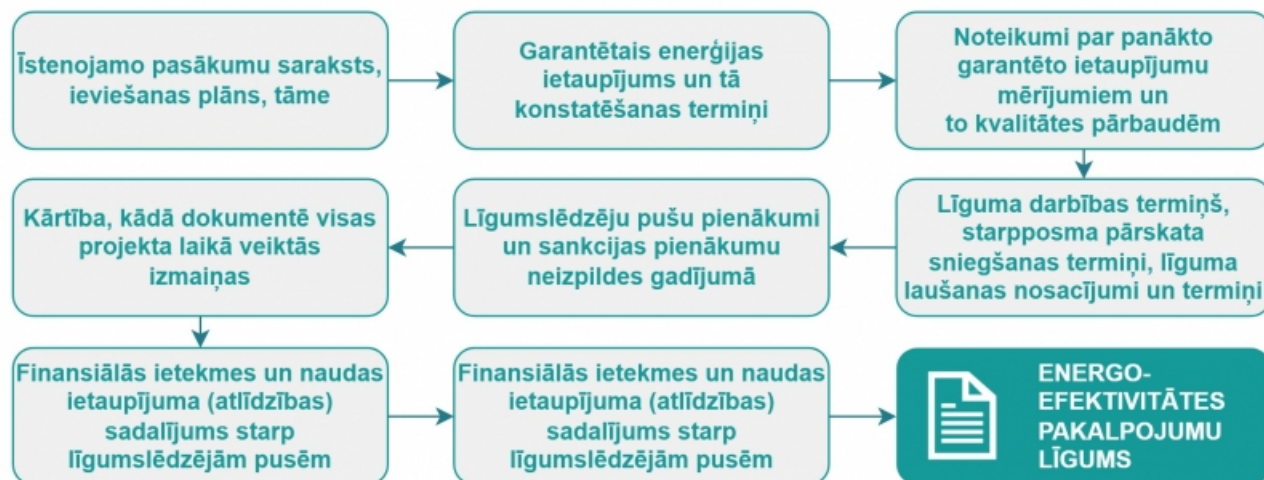 Īstenojamo pasākumu saraksts,
ieviešanas plāns, tāme
Garantētais enerģijas
ietaupījums un tā
konstatēšanas termiņi
Noteikumi par panākto
garantēto ietaupījumu
mērījumiem un
to kvalitātes pārbaudēm
Līguma darbības termiņš,
starpposma pārskata
sniegšanas termiņi, līguma
laušanas nosacījumi un termiņi
Līgumslēdzēju pušu pienākumi
un sankcijas pienākumu
neizpildes gadījumā
Kārtība, kādā dokumentē visas
projekta laikā veiktās
izmaiņas
Finansiālās ietekmes un naudas
ietaupījuma (atlīdzības)
sadalījums starp
līgumslēdzējām pusēm
Finansiālās ietekmes un naudas
ietaupījuma (atlīdzības)
sadalījums starp
līgumslēdzējām pusēm
ENERGO-
EFEKTIVITĀTES
PAKALPOJUMU
LĪGUMS